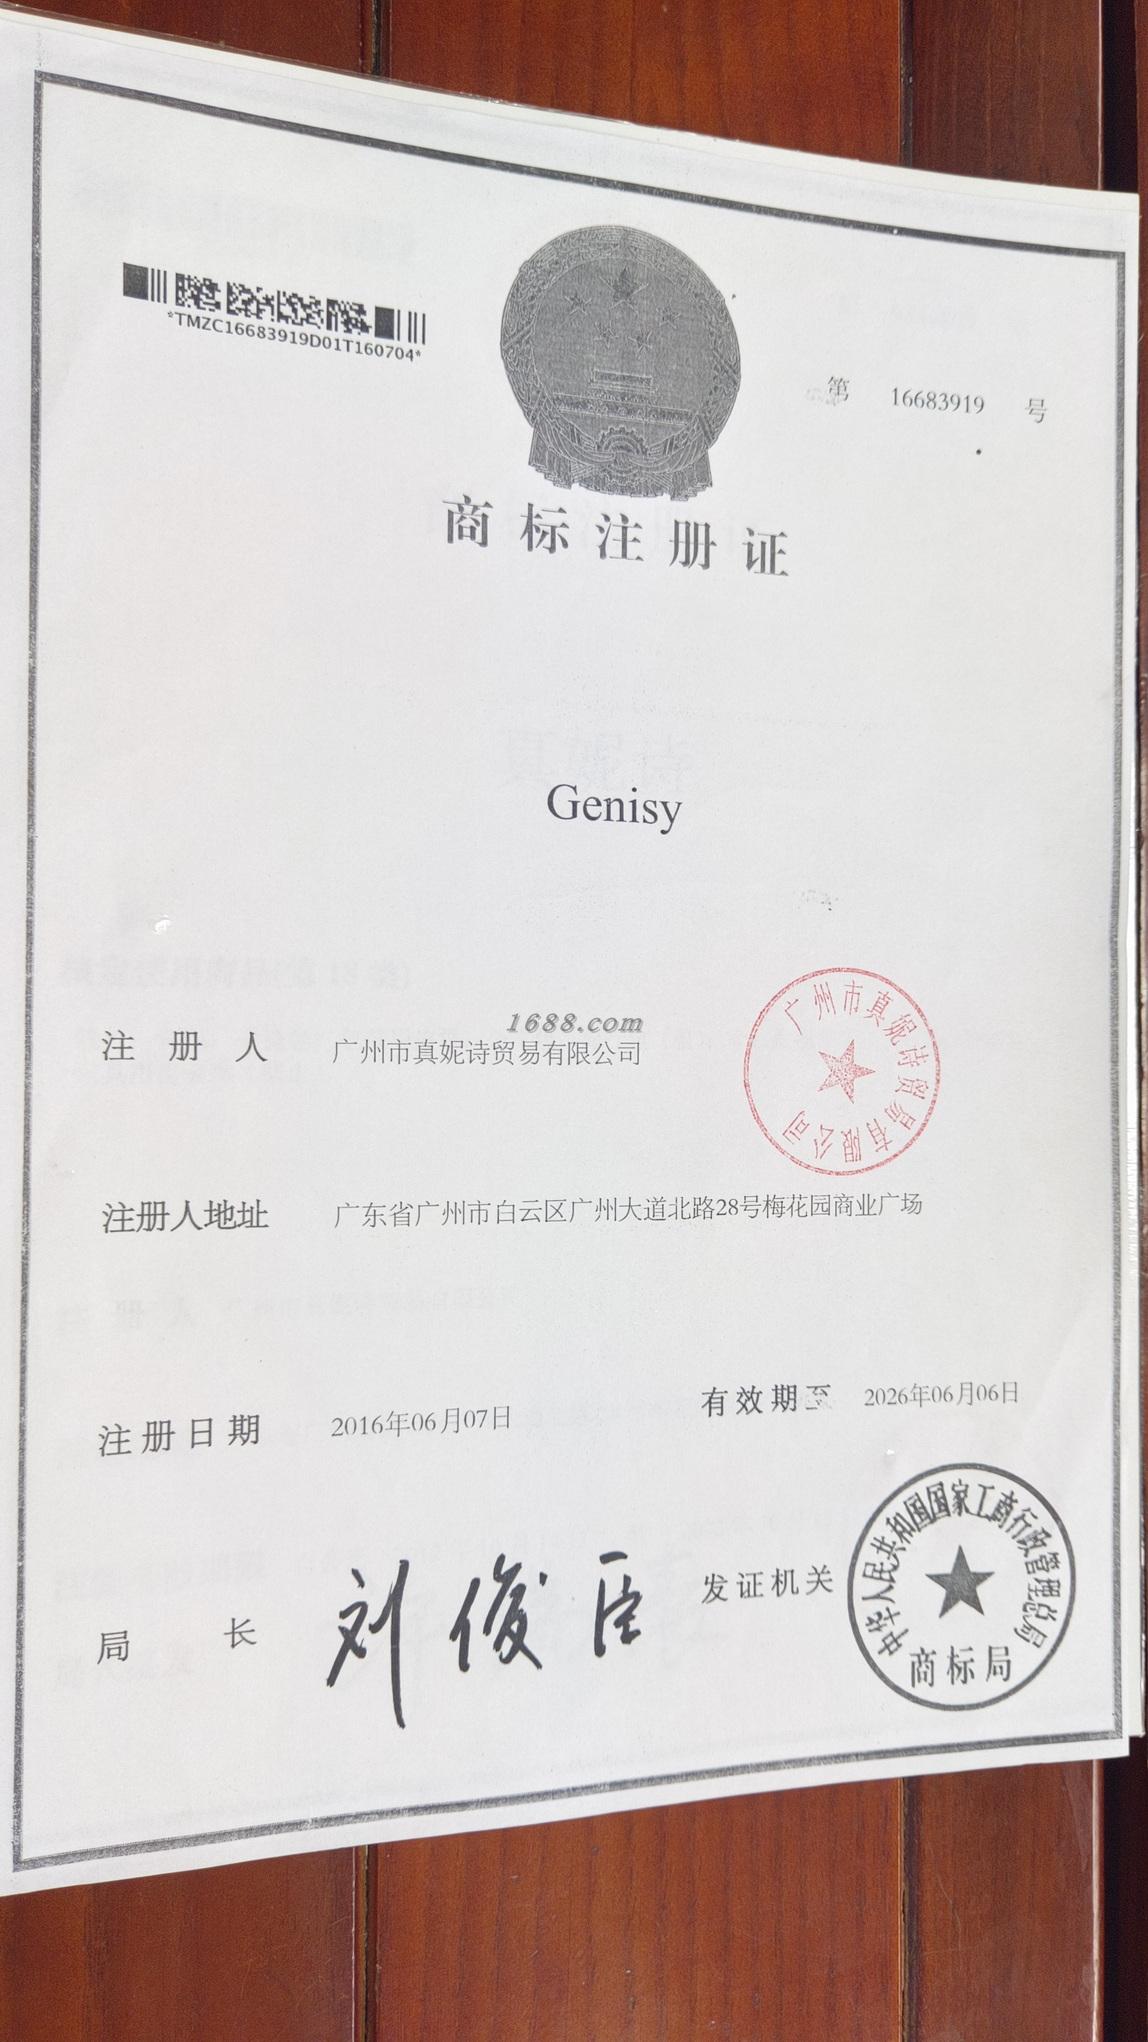 *TMZC16683919D01T160704*
第 16683919 号
商标注册证
Genisy
1688.com
注册人 广州市真妮诗贸易有限公司
广州市真妮诗贸易有限公司
注册人地址 广东省广州市白云区广州大道北路28号梅花园商业广场
注册日期 2016年06月07日 有效期至 2026年06月06日
局长 刘俊臣 发证机关
中华人民共和国国家工商行政管理总局
商标局